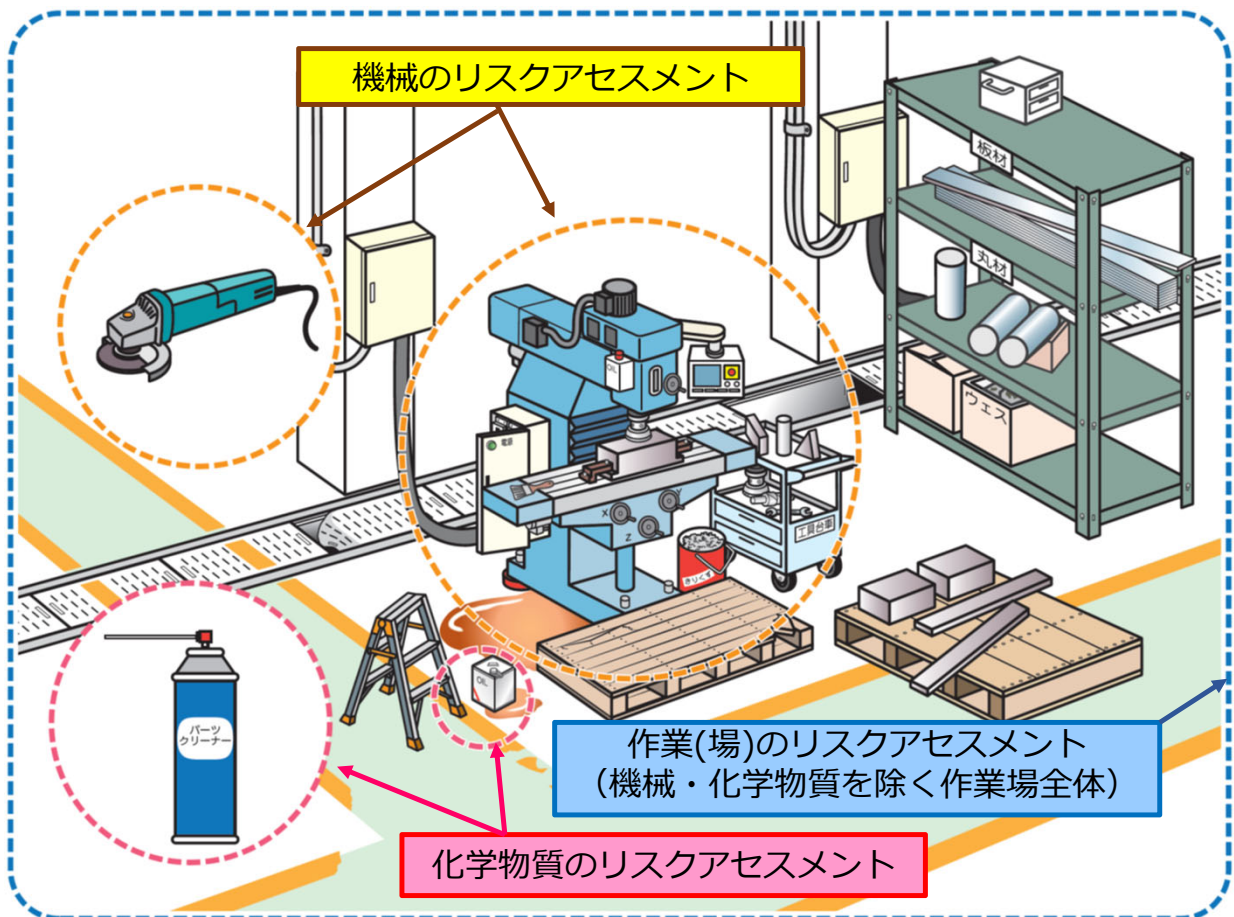 機械のリスクアセスメント
板材
丸材
ウェス
OIL
電源
X
Y
Z
工具台車
きりくず
OIL
パーツ
クリーナー
作業(場)のリスクアセスメント
(機械・化学物質を除く作業場全体)
化学物質のリスクアセスメント